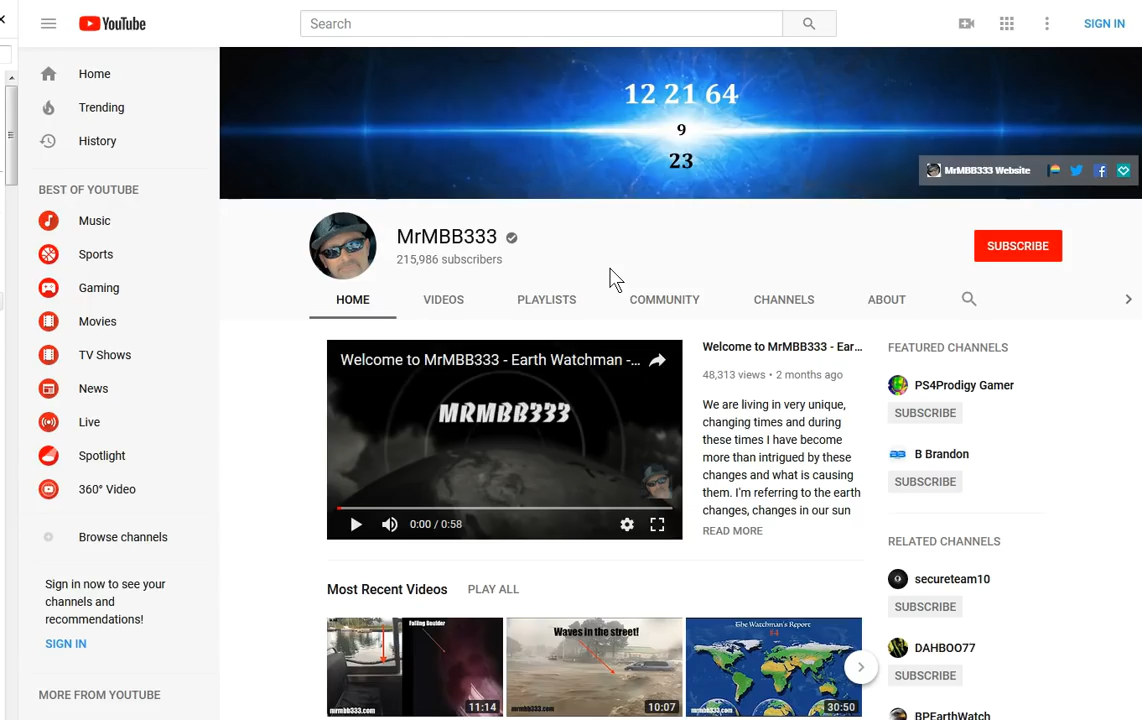 YouTube
Search
SIGN IN
Home
Trending
History
BEST OF YOUTUBE
Music
Sports
Gaming
Movies
TV Shows
News
Live
Spotlight
360° Video
Browse channels
Sign in now to see your
channels and
recommendations!
SIGN IN
MORE FROM YOUTUBE
12 21 64
9
23
MrMBB333 Website
MrMBB333
215,986 subscribers
SUBSCRIBE
HOME
VIDEOS
PLAYLISTS
COMMUNITY
CHANNELS
ABOUT
Welcome to MrMBB333 - Earth Watchman -...
MRMBB333
0:00 / 0:58
Welcome to MrMBB333 - Ear...
48,313 views • 2 months ago
We are living in very unique,
changing times and during
these times I have become
more than intrigued by these
changes and what is causing
them. I'm referring to the earth
changes, changes in our sun
READ MORE
Most Recent Videos
PLAY ALL
Falling Boulder
mrmbb333.com
11:14
Waves in the street!
mrmbb333.com
10:07
The Watchman's Report
mrmbb333.com
30:50
FEATURED CHANNELS
PS4Prodigy Gamer
SUBSCRIBE
B Brandon
SUBSCRIBE
RELATED CHANNELS
secureteam10
SUBSCRIBE
DAHBOO77
SUBSCRIBE
BPEarthWatch